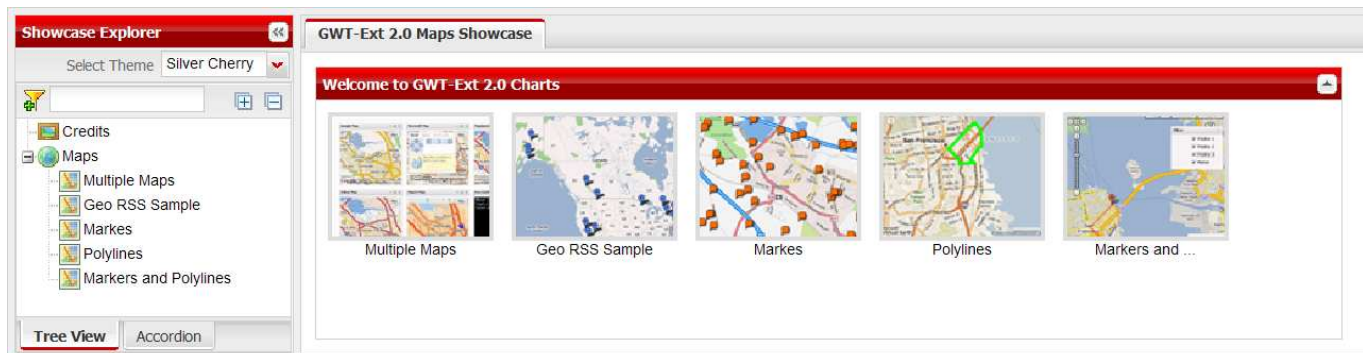 Showcase Explorer
Select Theme Silver Cherry
Credits
Maps
Multiple Maps
Geo RSS Sample
Markes
Polylines
Markers and Polylines
Tree View Accordion
GWT-Ext 2.0 Maps Showcase
Welcome to GWT-Ext 2.0 Charts
San Francisco
Multiple Maps Geo RSS Sample Markes Polylines Markers and ...